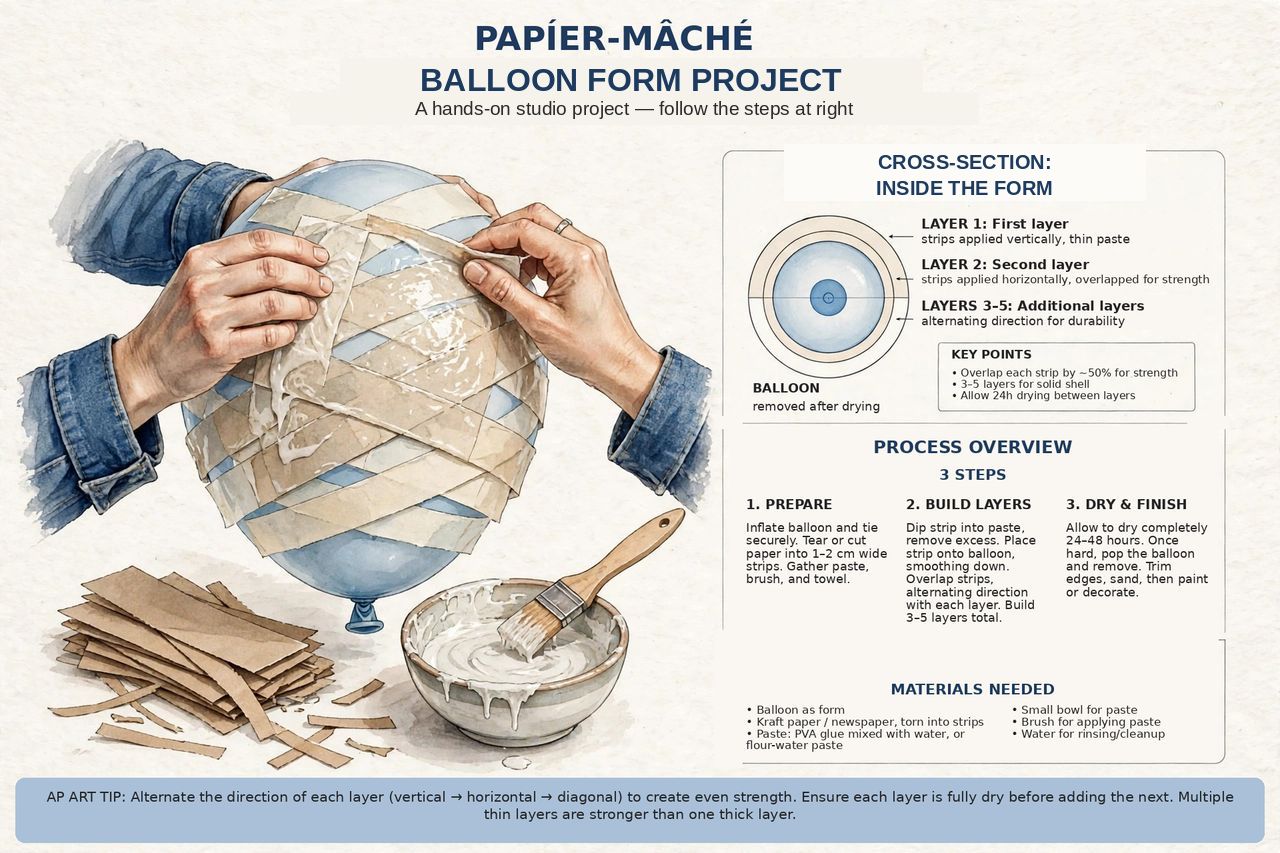 PAPÍER-MÂCHÉ
BALLOON FORM PROJECT
A hands-on studio project — follow the steps at right
CROSS-SECTION:
INSIDE THE FORM
LAYER 1: First layer
strips applied vertically, thin paste
LAYER 2: Second layer
strips applied horizontally, overlapped for strength
LAYERS 3–5: Additional layers
alternating direction for durability
BALLOON
removed after drying
KEY POINTS
• Overlap each strip by ~50% for strength
• 3–5 layers for solid shell
• Allow 24h drying between layers
PROCESS OVERVIEW
3 STEPS
1. PREPARE
Inflate balloon and tie
securely. Tear or cut
paper into 1–2 cm wide
strips. Gather paste,
brush, and towel.
2. BUILD LAYERS
Dip strip into paste,
remove excess. Place
strip onto balloon,
smoothing down.
Overlap strips,
alternating direction
with each layer. Build
3–5 layers total.
3. DRY & FINISH
Allow to dry completely
24–48 hours. Once
hard, pop the balloon
and remove. Trim
edges, sand, then paint
or decorate.
MATERIALS NEEDED
• Balloon as form
• Kraft paper / newspaper, torn into strips
• Paste: PVA glue mixed with water, or
flour-water paste
• Small bowl for paste
• Brush for applying paste
• Water for rinsing/cleanup
AP ART TIP: Alternate the direction of each layer (vertical → horizontal → diagonal) to create even strength. Ensure each layer is fully dry before adding the next. Multiple
thin layers are stronger than one thick layer.